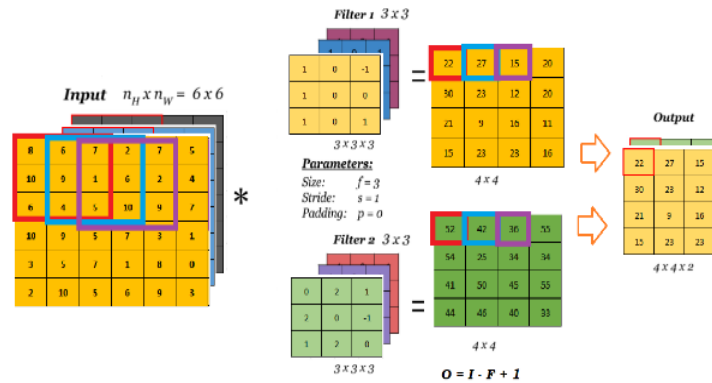 Filter 1 3 x 3
Input n_H x n_W = 6 x 6
8 6 7 2 7 5
10 9 1 6 2 4
6 4 5 10 9 7
10 9 5 7 3 1
3 5 7 1 8 0
2 10 5 6 9 3
*
1 0 -1
1 0 0
1 0 1
3 x 3 x 3
=
22 27 15 20
30 23 12 20
21 9 16 11
15 23 23 16
4 x 4
Parameters:
Size: f = 3
Stride: s = 1
Padding: p = 0
Filter 2 3 x 3
0 2 1
2 0 -1
1 2 0
3 x 3 x 3
=
52 42 36 55
54 25 34 34
41 50 45 55
44 46 40
4 x 4
O = I - F + 1
Output
22 27 15
30 23 12
21 9 16
15 23 23
4 x 4 x 2